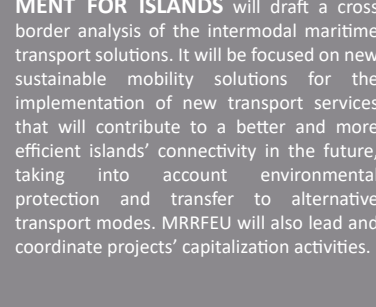 MENT FOR ISLANDS will draft a cross
border analysis of the intermodal maritime
transport solutions. It will be focused on new
sustainable mobility solutions for the
implementation of new transport services
that will contribute to a better and more
efficient islands’ connectivity in the future,
taking into account environmental
protection and transfer to alternative
transport modes. MRRFEU will also lead and
coordinate projects’ capitalization activities.